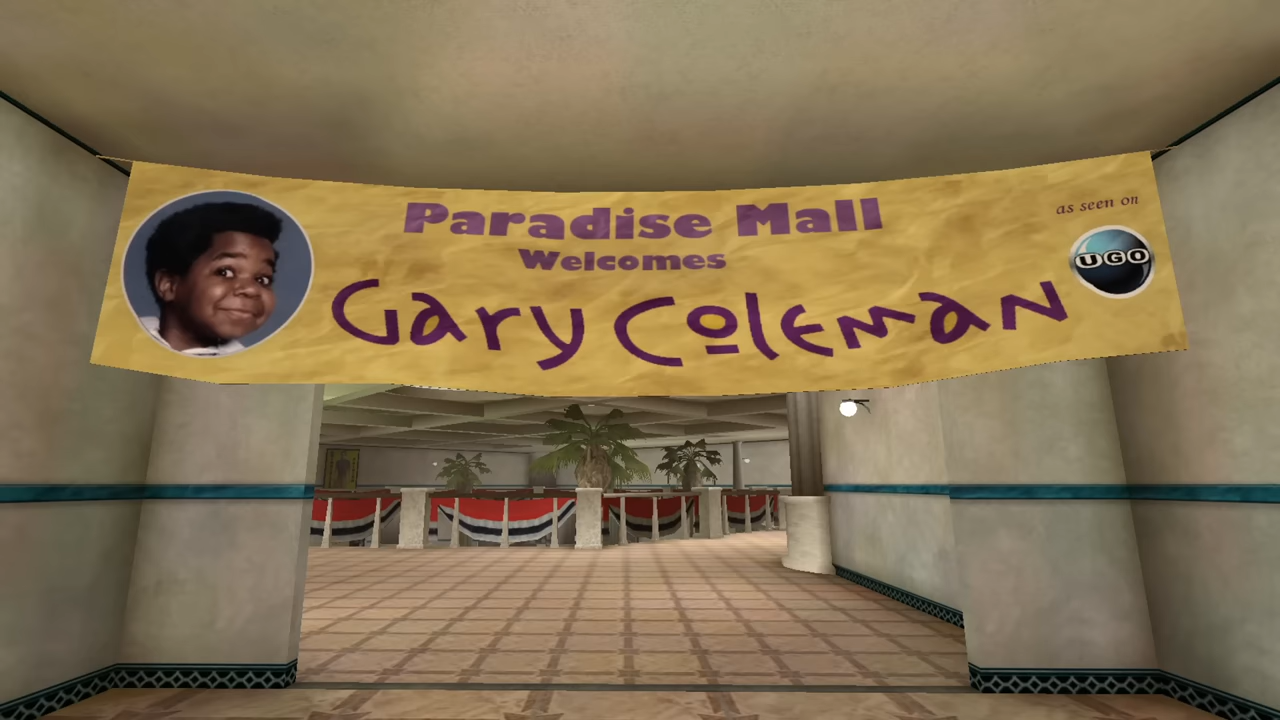 Paradise Mall
Welcomes
Gary Coleman
as seen on
UGO